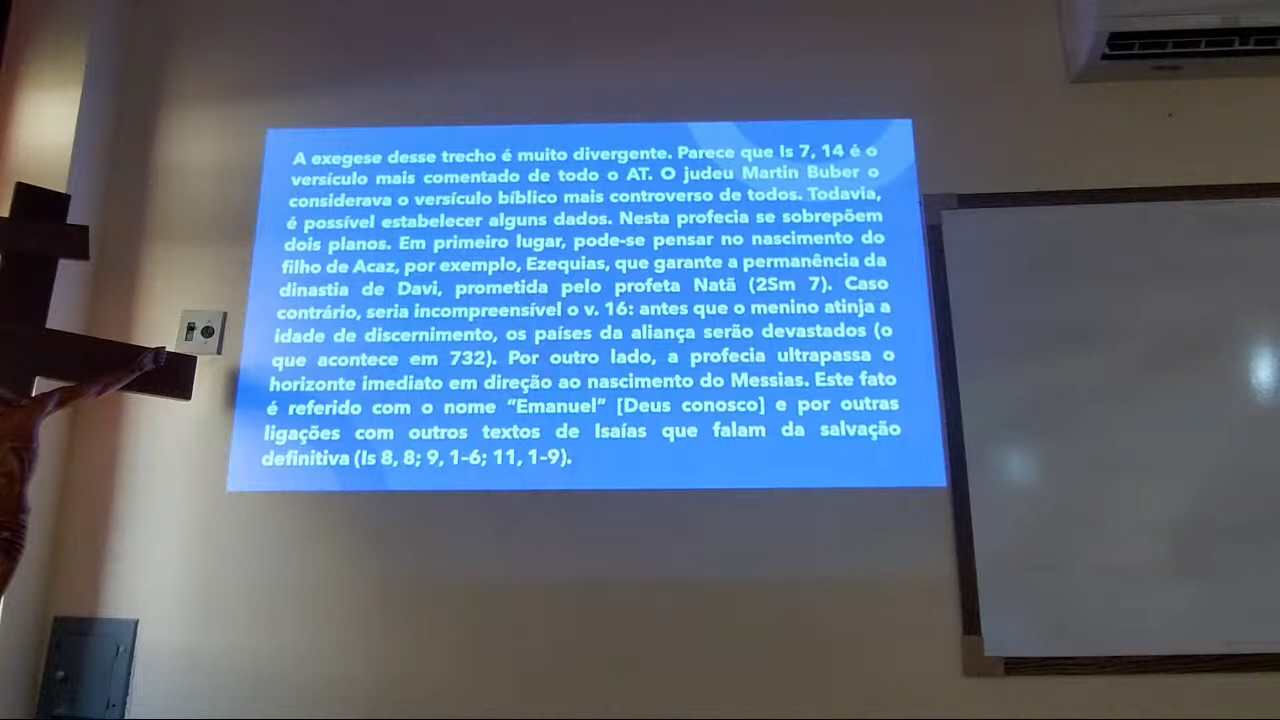 A exegese desse trecho é muito divergente. Parece que Is 7, 14 é o
versículo mais comentado de todo o AT. O judeu Martin Buber o
considerava o versículo bíblico mais controverso de todos. Todavia,
é possível estabelecer alguns dados. Nesta profecia se sobrepõem
dois planos. Em primeiro lugar, pode-se pensar no nascimento do
filho de Acaz, por exemplo, Ezequias, que garante a permanência da
dinastia de Davi, prometida pelo profeta Natã (2Sm 7). Caso
contrário, seria incompreensível o v. 16: antes que o menino atinja a
idade de discernimento, os países da aliança serão devastados (o
que acontece em 732). Por outro lado, a profecia ultrapassa o
horizonte imediato em direção ao nascimento do Messias. Este fato
é referido com o nome “Emanuel” [Deus conosco] e por outras
ligações com outros textos de Isaías que falam da salvação
definitiva (Is 8, 8; 9, 1-6; 11, 1-9).